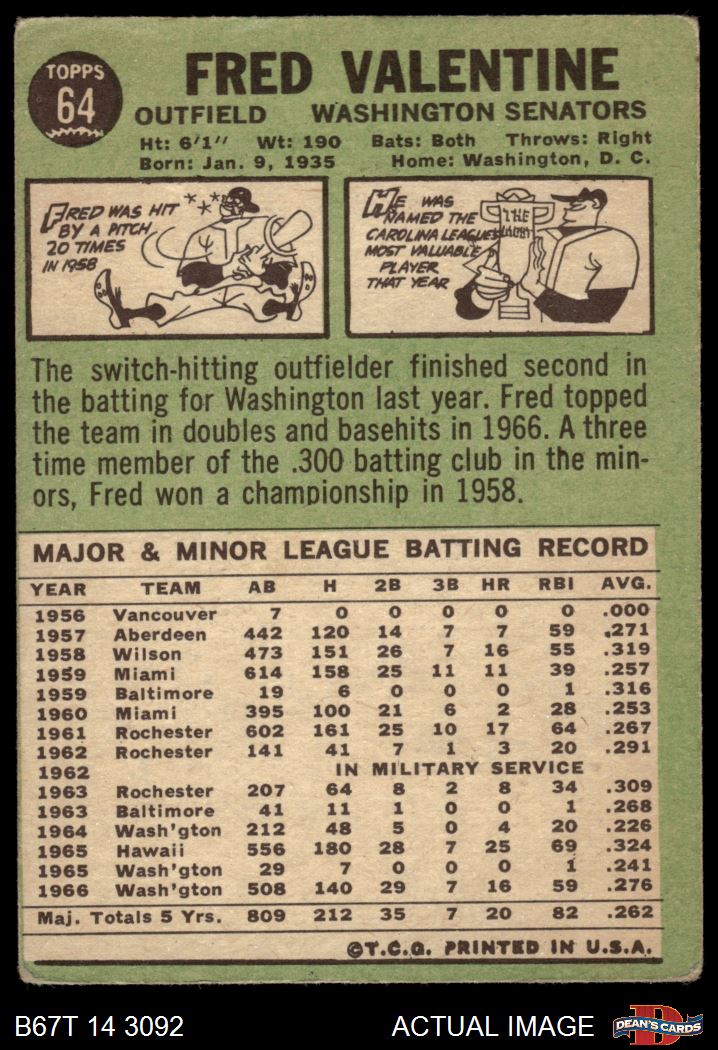 TOPPS
64
FRED VALENTINE
OUTFIELD WASHINGTON SENATORS
Ht: 6'1" Wt: 190 Bats: Both Throws: Right
Born: Jan. 9, 1935 Home: Washington, D. C.
FRED WAS HIT
BY A PITCH
20 TIMES
IN 1958
HE WAS
NAMED THE
CAROLINA LEAGUES
MOST VALUABLE
PLAYER
THAT YEAR
THE
The switch-hitting outfielder finished second in
the batting for Washington last year. Fred topped
the team in doubles and basehits in 1966. A three
time member of the .300 batting club in the min-
ors, Fred won a championship in 1958.
MAJOR & MINOR LEAGUE BATTING RECORD
YEAR TEAM AB H 2B 3B HR RBI AVG.
1956 Vancouver 7 0 0 0 0 0 .000
1957 Aberdeen 442 120 14 7 7 59 .271
1958 Wilson 473 151 26 7 16 55 .319
1959 Miami 614 158 25 11 11 39 .257
1959 Baltimore 19 6 0 0 0 1 .316
1960 Miami 395 100 21 6 2 28 .253
1961 Rochester 602 161 25 10 17 64 .267
1962 Rochester 141 41 7 1 3 20 .291
1962 IN MILITARY SERVICE
1963 Rochester 207 64 8 2 8 34 .309
1963 Baltimore 41 11 1 0 0 1 .268
1964 Wash'gton 212 48 5 0 4 20 .226
1965 Hawaii 556 180 28 7 25 69 .324
1965 Wash'gton 29 7 0 0 0 1 .241
1966 Wash'gton 508 140 29 7 16 59 .276
Maj. Totals 5 Yrs. 809 212 35 7 20 82 .262
©T.C.G. PRINTED IN U.S.A.
B67T 14 3092 ACTUAL IMAGE
D
DEAN'S CARDS